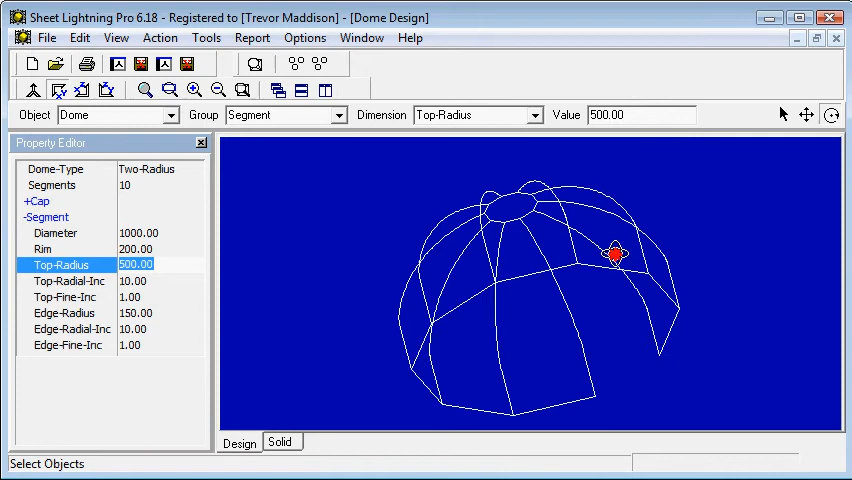 Sheet Lightning Pro 6.18 - Registered to [Trevor Maddison] - [Dome Design]
File Edit View Action Tools Report Options Window Help
Object Dome Group Segment Dimension Top-Radius Value 500.00
Property Editor
Dome-Type Two-Radius
Segments 10
+Cap
-Segment
Diameter 1000.00
Rim 200.00
Top-Radius 500.00
Top-Radial-Inc 10.00
Top-Fine-Inc 1.00
Edge-Radius 150.00
Edge-Radial-Inc 10.00
Edge-Fine-Inc 1.00
Design Solid
Select Objects